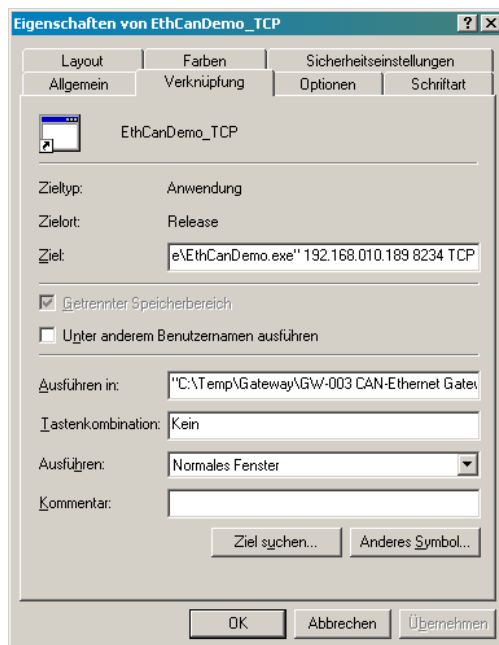 Eigenschaften von EthCanDemo_TCP
Layout Farben Sicherheitseinstellungen
Allgemein Verknüpfung Optionen Schriftart
EthCanDemo_TCP
Zieltyp: Anwendung
Zielort: Release
Ziel: e\EthCanDemo.exe" 192.168.010.189 8234 TCP
Getrennter Speicherbereich
Unter anderem Benutzernamen ausführen
Ausführen in: "C:\Temp\Gateway\GW-003 CAN-Ethernet Gatew
Tastenkombination: Kein
Ausführen: Normales Fenster
Kommentar:
Ziel suchen... Anderes Symbol...
OK Abbrechen Übernehmen